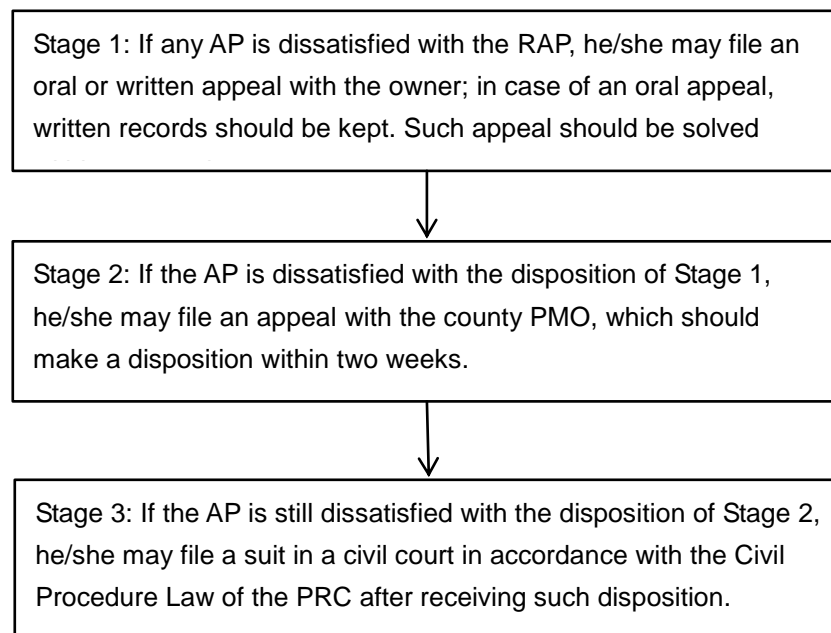 Stage 1: If any AP is dissatisfied with the RAP, he/she may file an
oral or written appeal with the owner; in case of an oral appeal,
written records should be kept. Such appeal should be solved
Stage 2: If the AP is dissatisfied with the disposition of Stage 1,
he/she may file an appeal with the county PMO, which should
make a disposition within two weeks.
Stage 3: If the AP is still dissatisfied with the disposition of Stage 2,
he/she may file a suit in a civil court in accordance with the Civil
Procedure Law of the PRC after receiving such disposition.